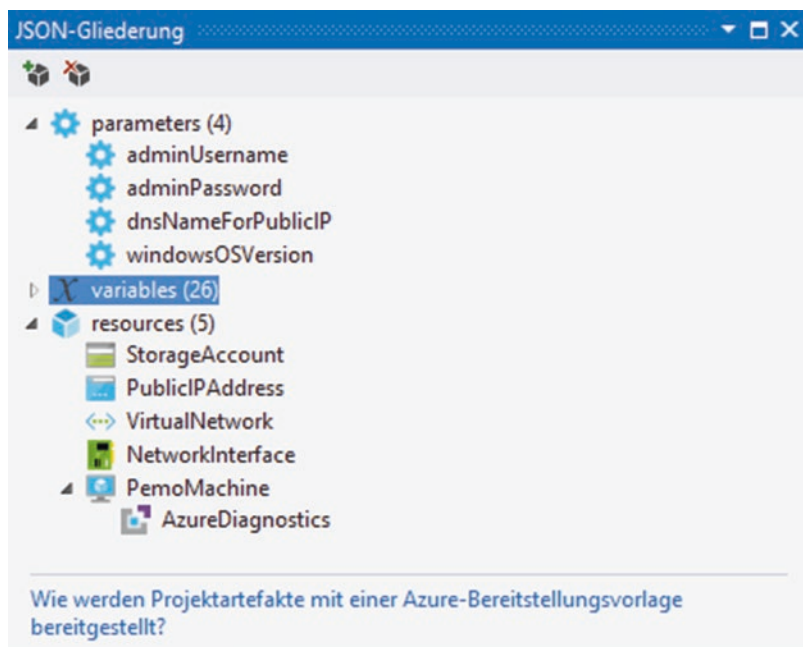 JSON-Gliederung
parameters (4)
adminUsername
adminPassword
dnsNameForPublicIP
windowsOSVersion
variables (26)
resources (5)
StorageAccount
PublicIPAddress
VirtualNetwork
NetworkInterface
PemoMachine
AzureDiagnostics
Wie werden Projektartefakte mit einer Azure-Bereitstellungsvorlage
bereitgestellt?